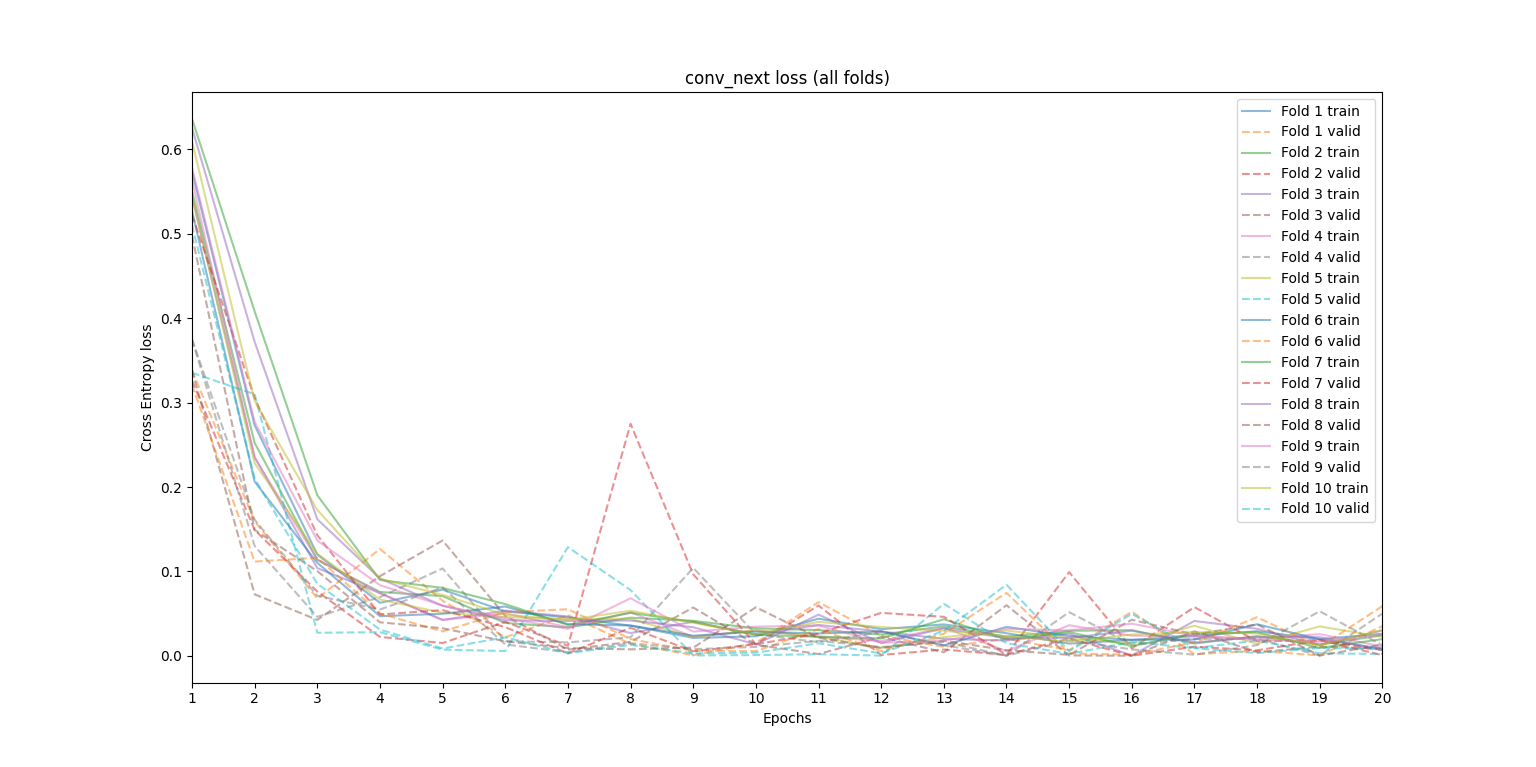 conv_next loss (all folds)
Cross Entropy loss
0.6
0.5
0.4
0.3
0.2
0.1
0.0
1 2 3 4 5 6 7 8 9 10 11 12 13 14 15 16 17 18 19 20
Epochs
Fold 1 train
Fold 1 valid
Fold 2 train
Fold 2 valid
Fold 3 train
Fold 3 valid
Fold 4 train
Fold 4 valid
Fold 5 train
Fold 5 valid
Fold 6 train
Fold 6 valid
Fold 7 train
Fold 7 valid
Fold 8 train
Fold 8 valid
Fold 9 train
Fold 9 valid
Fold 10 train
Fold 10 valid